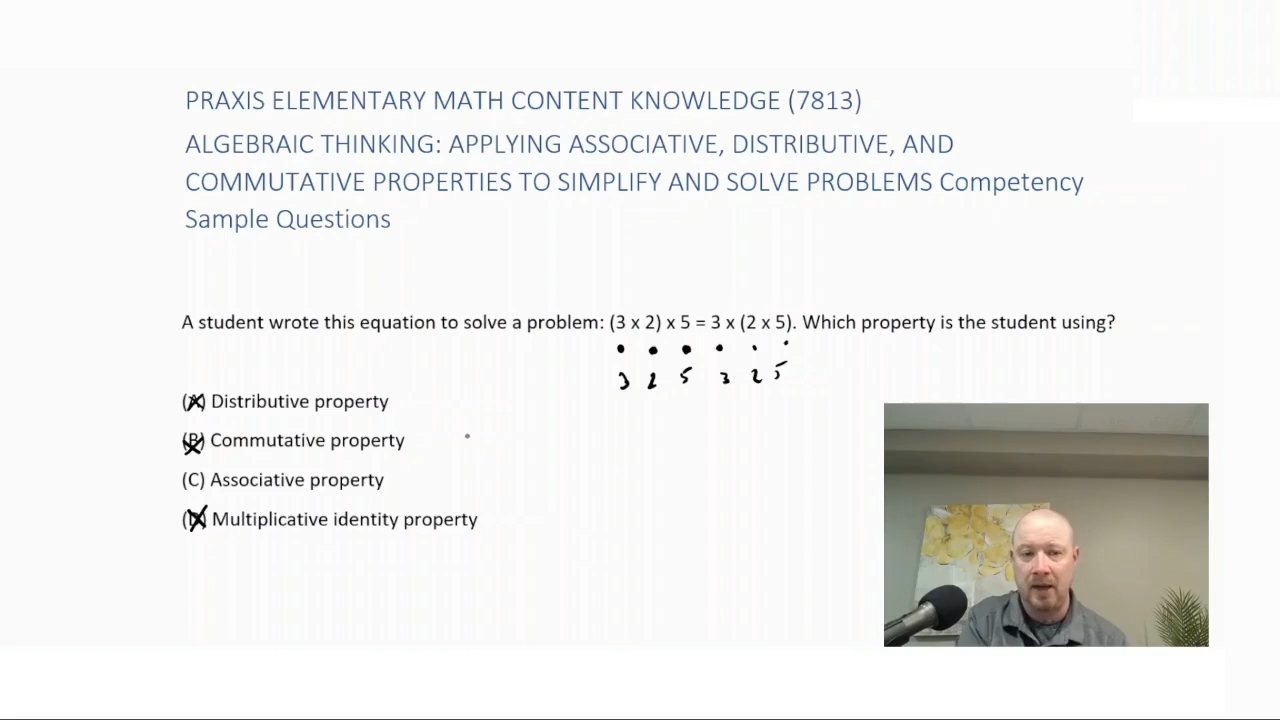 PRAXIS ELEMENTARY MATH CONTENT KNOWLEDGE (7813)
ALGEBRAIC THINKING: APPLYING ASSOCIATIVE, DISTRIBUTIVE, AND
COMMUTATIVE PROPERTIES TO SIMPLIFY AND SOLVE PROBLEMS Competency
Sample Questions
A student wrote this equation to solve a problem: (3 x 2) x 5 = 3 x (2 x 5). Which property is the student using?
3 2 5 3 2 5
(A) Distributive property
(B) Commutative property
(C) Associative property
(D) Multiplicative identity property